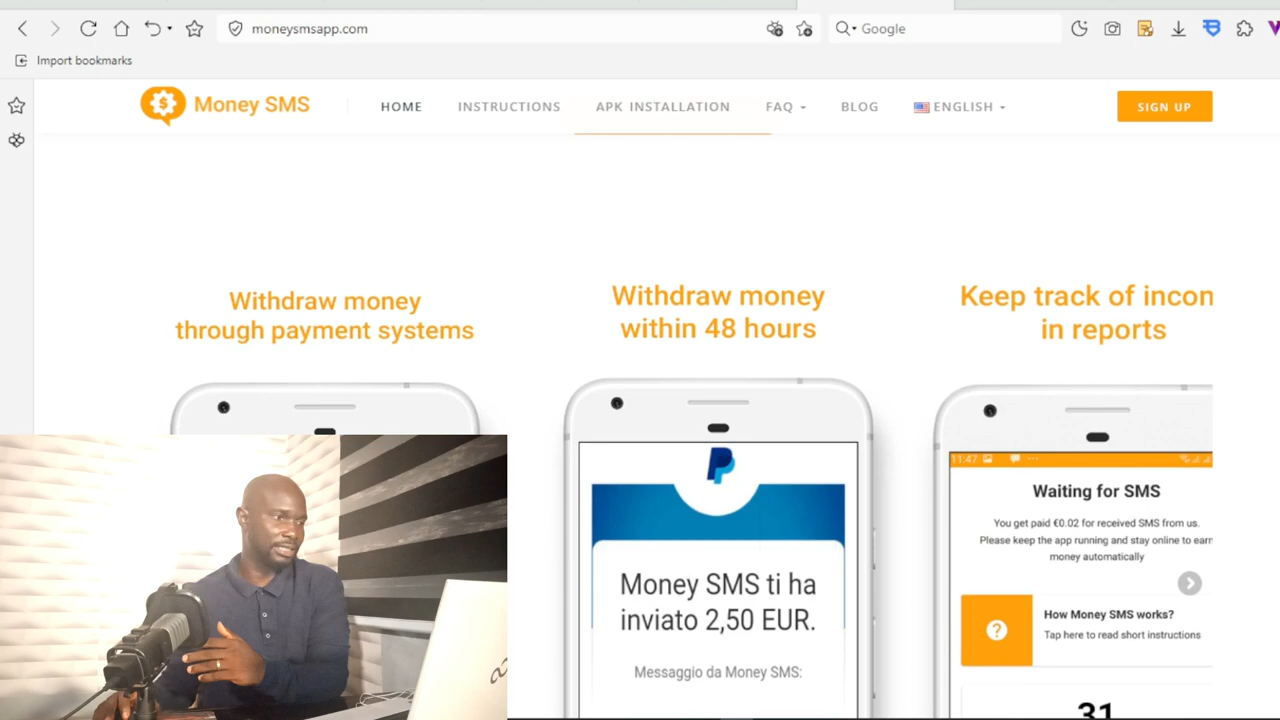 moneysmsapp.com
Google
Import bookmarks
Money SMS
HOME
INSTRUCTIONS
APK INSTALLATION
FAQ
BLOG
ENGLISH
SIGN UP
Withdraw money
through payment systems
Withdraw money
within 48 hours
Keep track of incon
in reports
Money SMS ti ha
inviato 2,50 EUR.
Messaggio da Money SMS:
11:47
Waiting for SMS
You get paid €0.02 for received SMS from us.
Please keep the app running and stay online to earn
money automatically
How Money SMS works?
Tap here to read short instructions
31